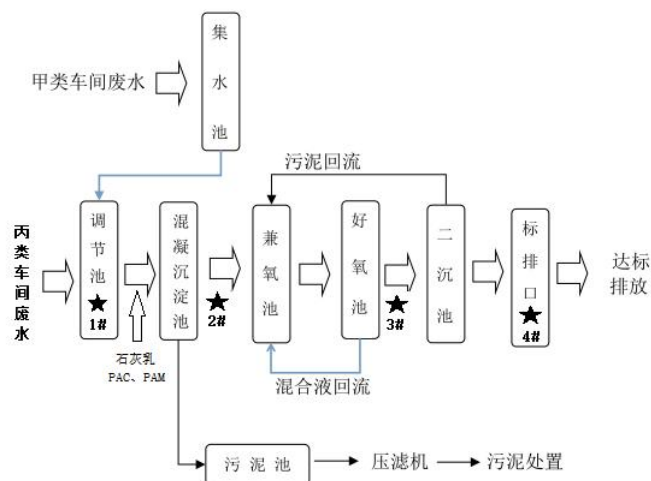 集水池
甲类车间废水
污泥回流
丙类车间废水
调节池
1#
混凝沉淀池
2#
兼氧池
好氧池
3#
二沉池
标排口
4#
达标
排放
石灰乳
PAC、PAM
混合液回流
污泥池
压滤机
污泥处置